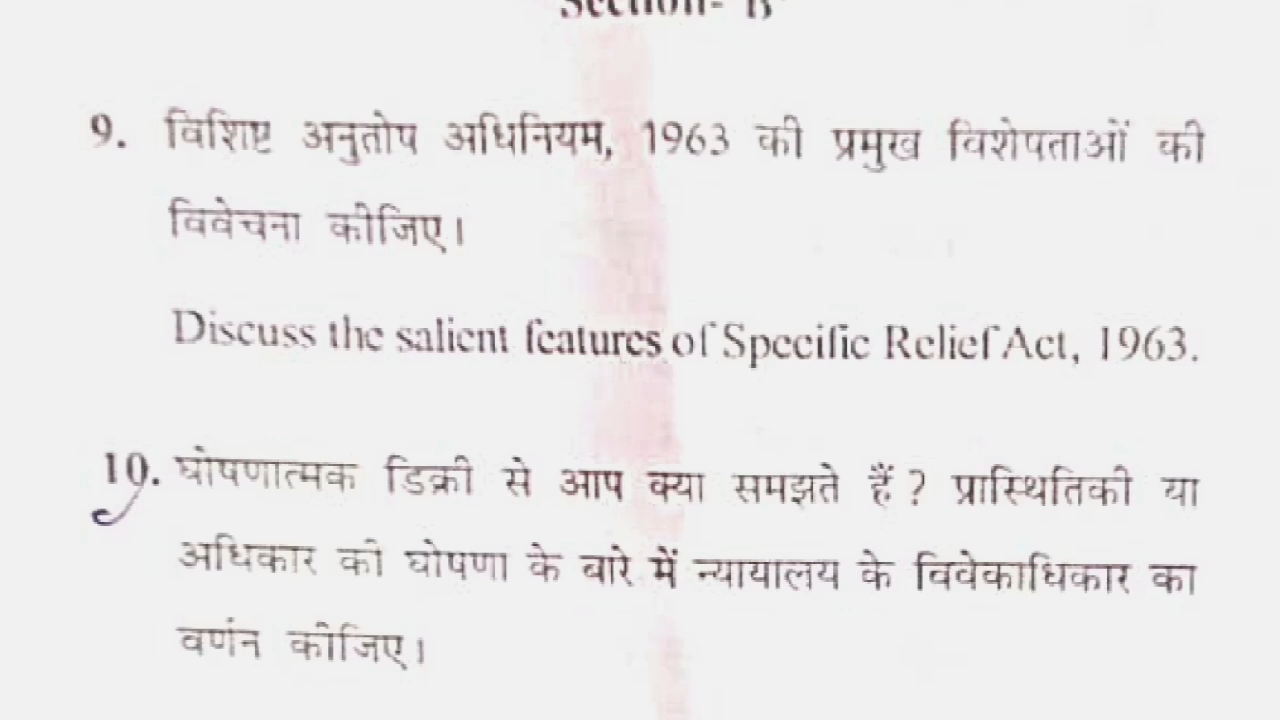 Section- B
9. विशिष्ट अनुतोष अधिनियम, 1963 की प्रमुख विशेषताओं की
विवेचना कीजिए।
Discuss the salient features of Specific Relief Act, 1963.
10. घोषणात्मक डिक्री से आप क्या समझते हैं ? प्रास्थितिकी या
अधिकार की घोषणा के बारे में न्यायालय के विवेकाधिकार का
वर्णन कीजिए।